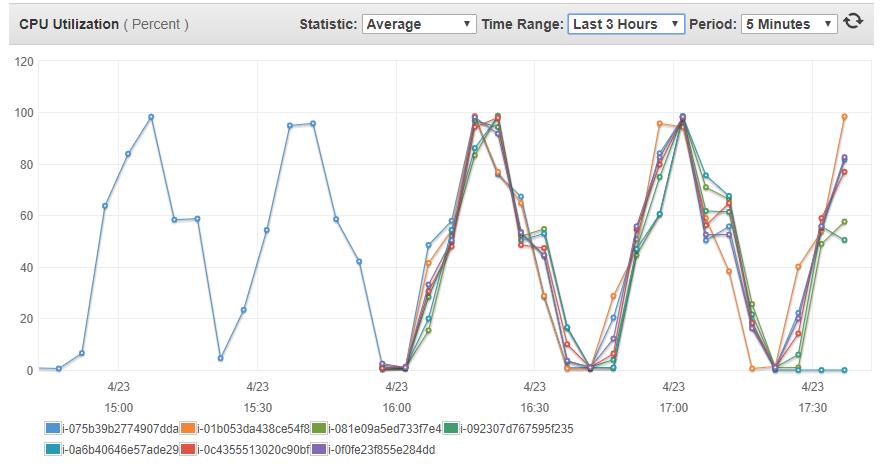 CPU Utilization ( Percent ) Statistic: Average Time Range: Last 3 Hours Period: 5 Minutes
120
100
80
60
40
20
0
4/23 4/23 4/23 4/23 4/23 4/23
15:00 15:30 16:00 16:30 17:00 17:30
i-075b39b2774907dda i-01b053da438ce54f8 i-081e09a5ed733f7e4 i-092307d767595f235
i-0a6b40646e57ade29 i-0c4355513020c90bf i-0f0fe23f855e284dd